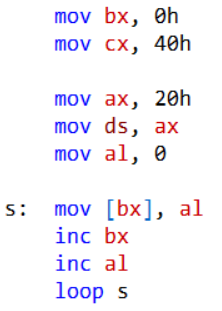 mov bx, 0h
mov cx, 40h
mov ax, 20h
mov ds, ax
mov al, 0
s: mov [bx], al
inc bx
inc al
loop s